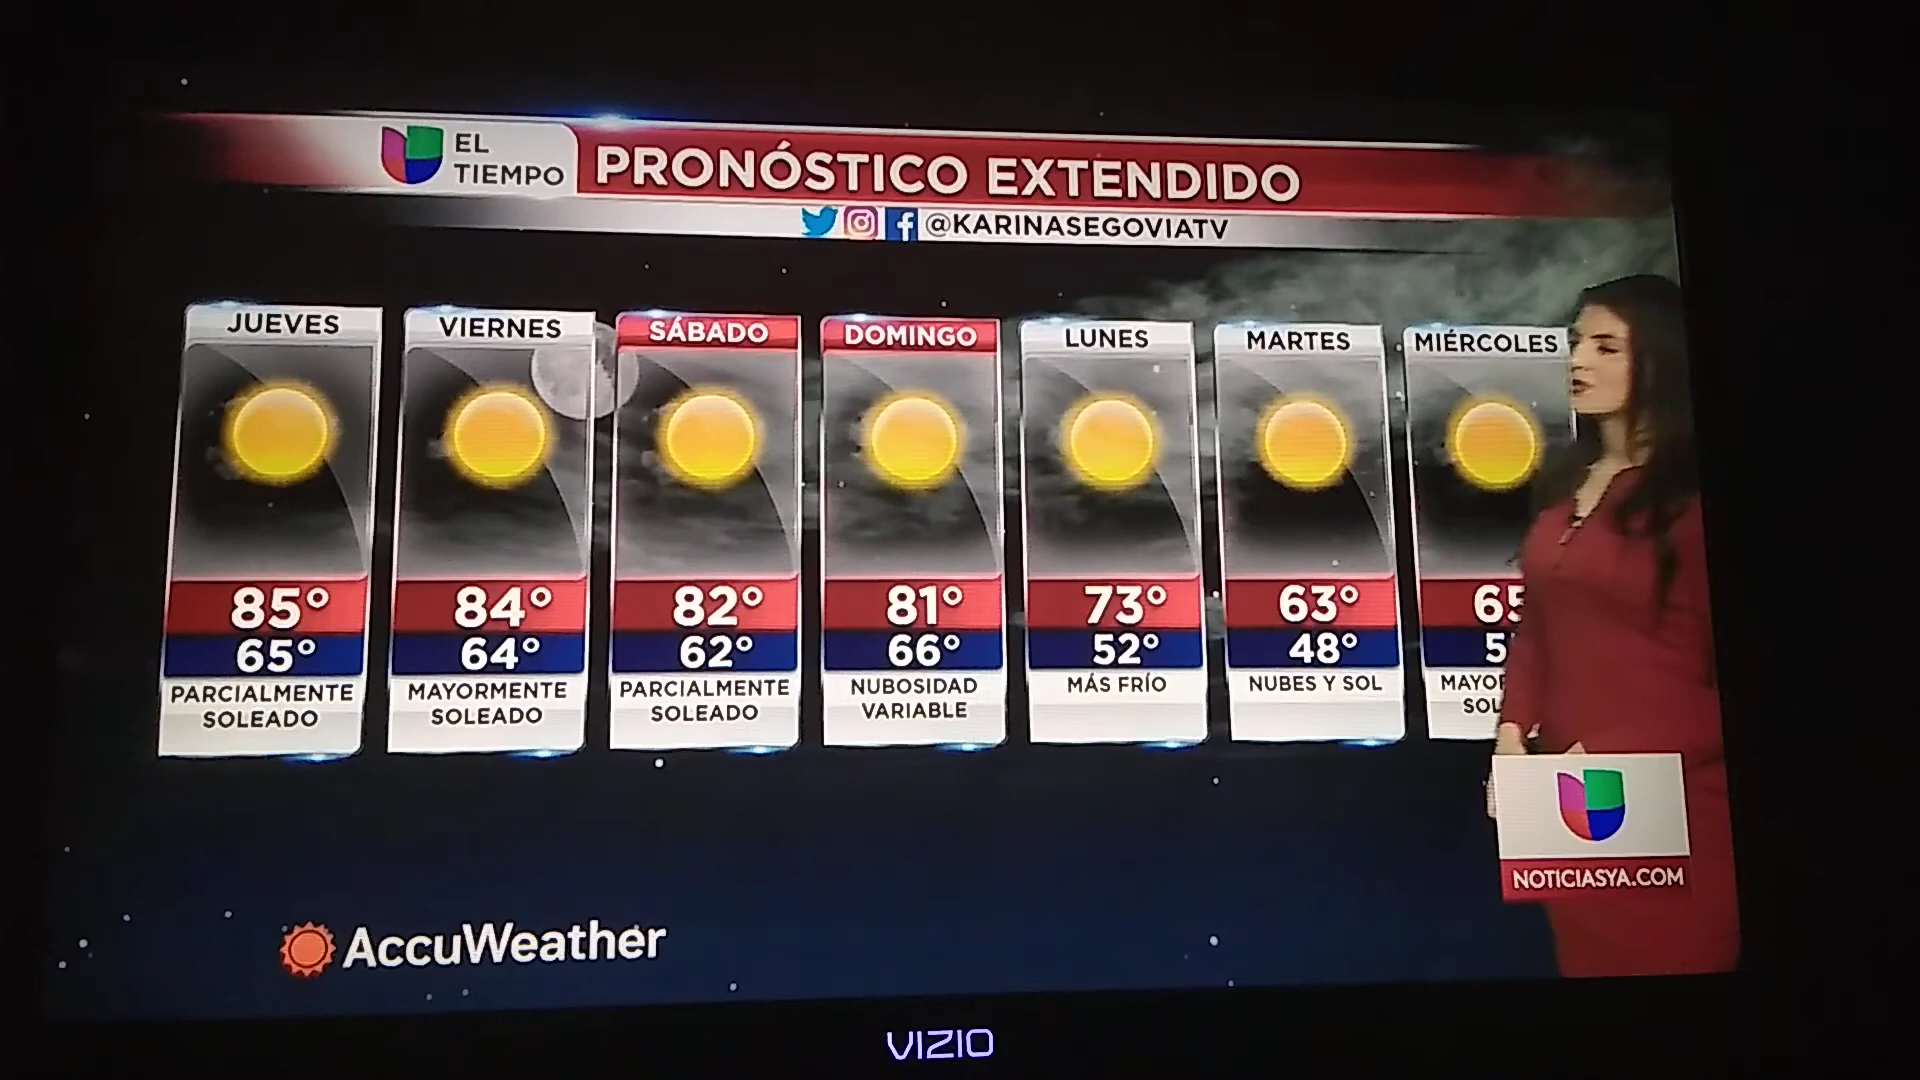 EL
TIEMPO
PRONÓSTICO EXTENDIDO
@KARINASEGOVIATV
JUEVES
85°
65°
PARCIALMENTE
SOLEADO
VIERNES
84°
64°
MAYORMENTE
SOLEADO
SÁBADO
82°
62°
PARCIALMENTE
SOLEADO
DOMINGO
81°
66°
NUBOSIDAD
VARIABLE
LUNES
73°
52°
MÁS FRÍO
MARTES
63°
48°
NUBES Y SOL
MIÉRCOLES
65
NOTICIASYA.COM
AccuWeather
VIZIO